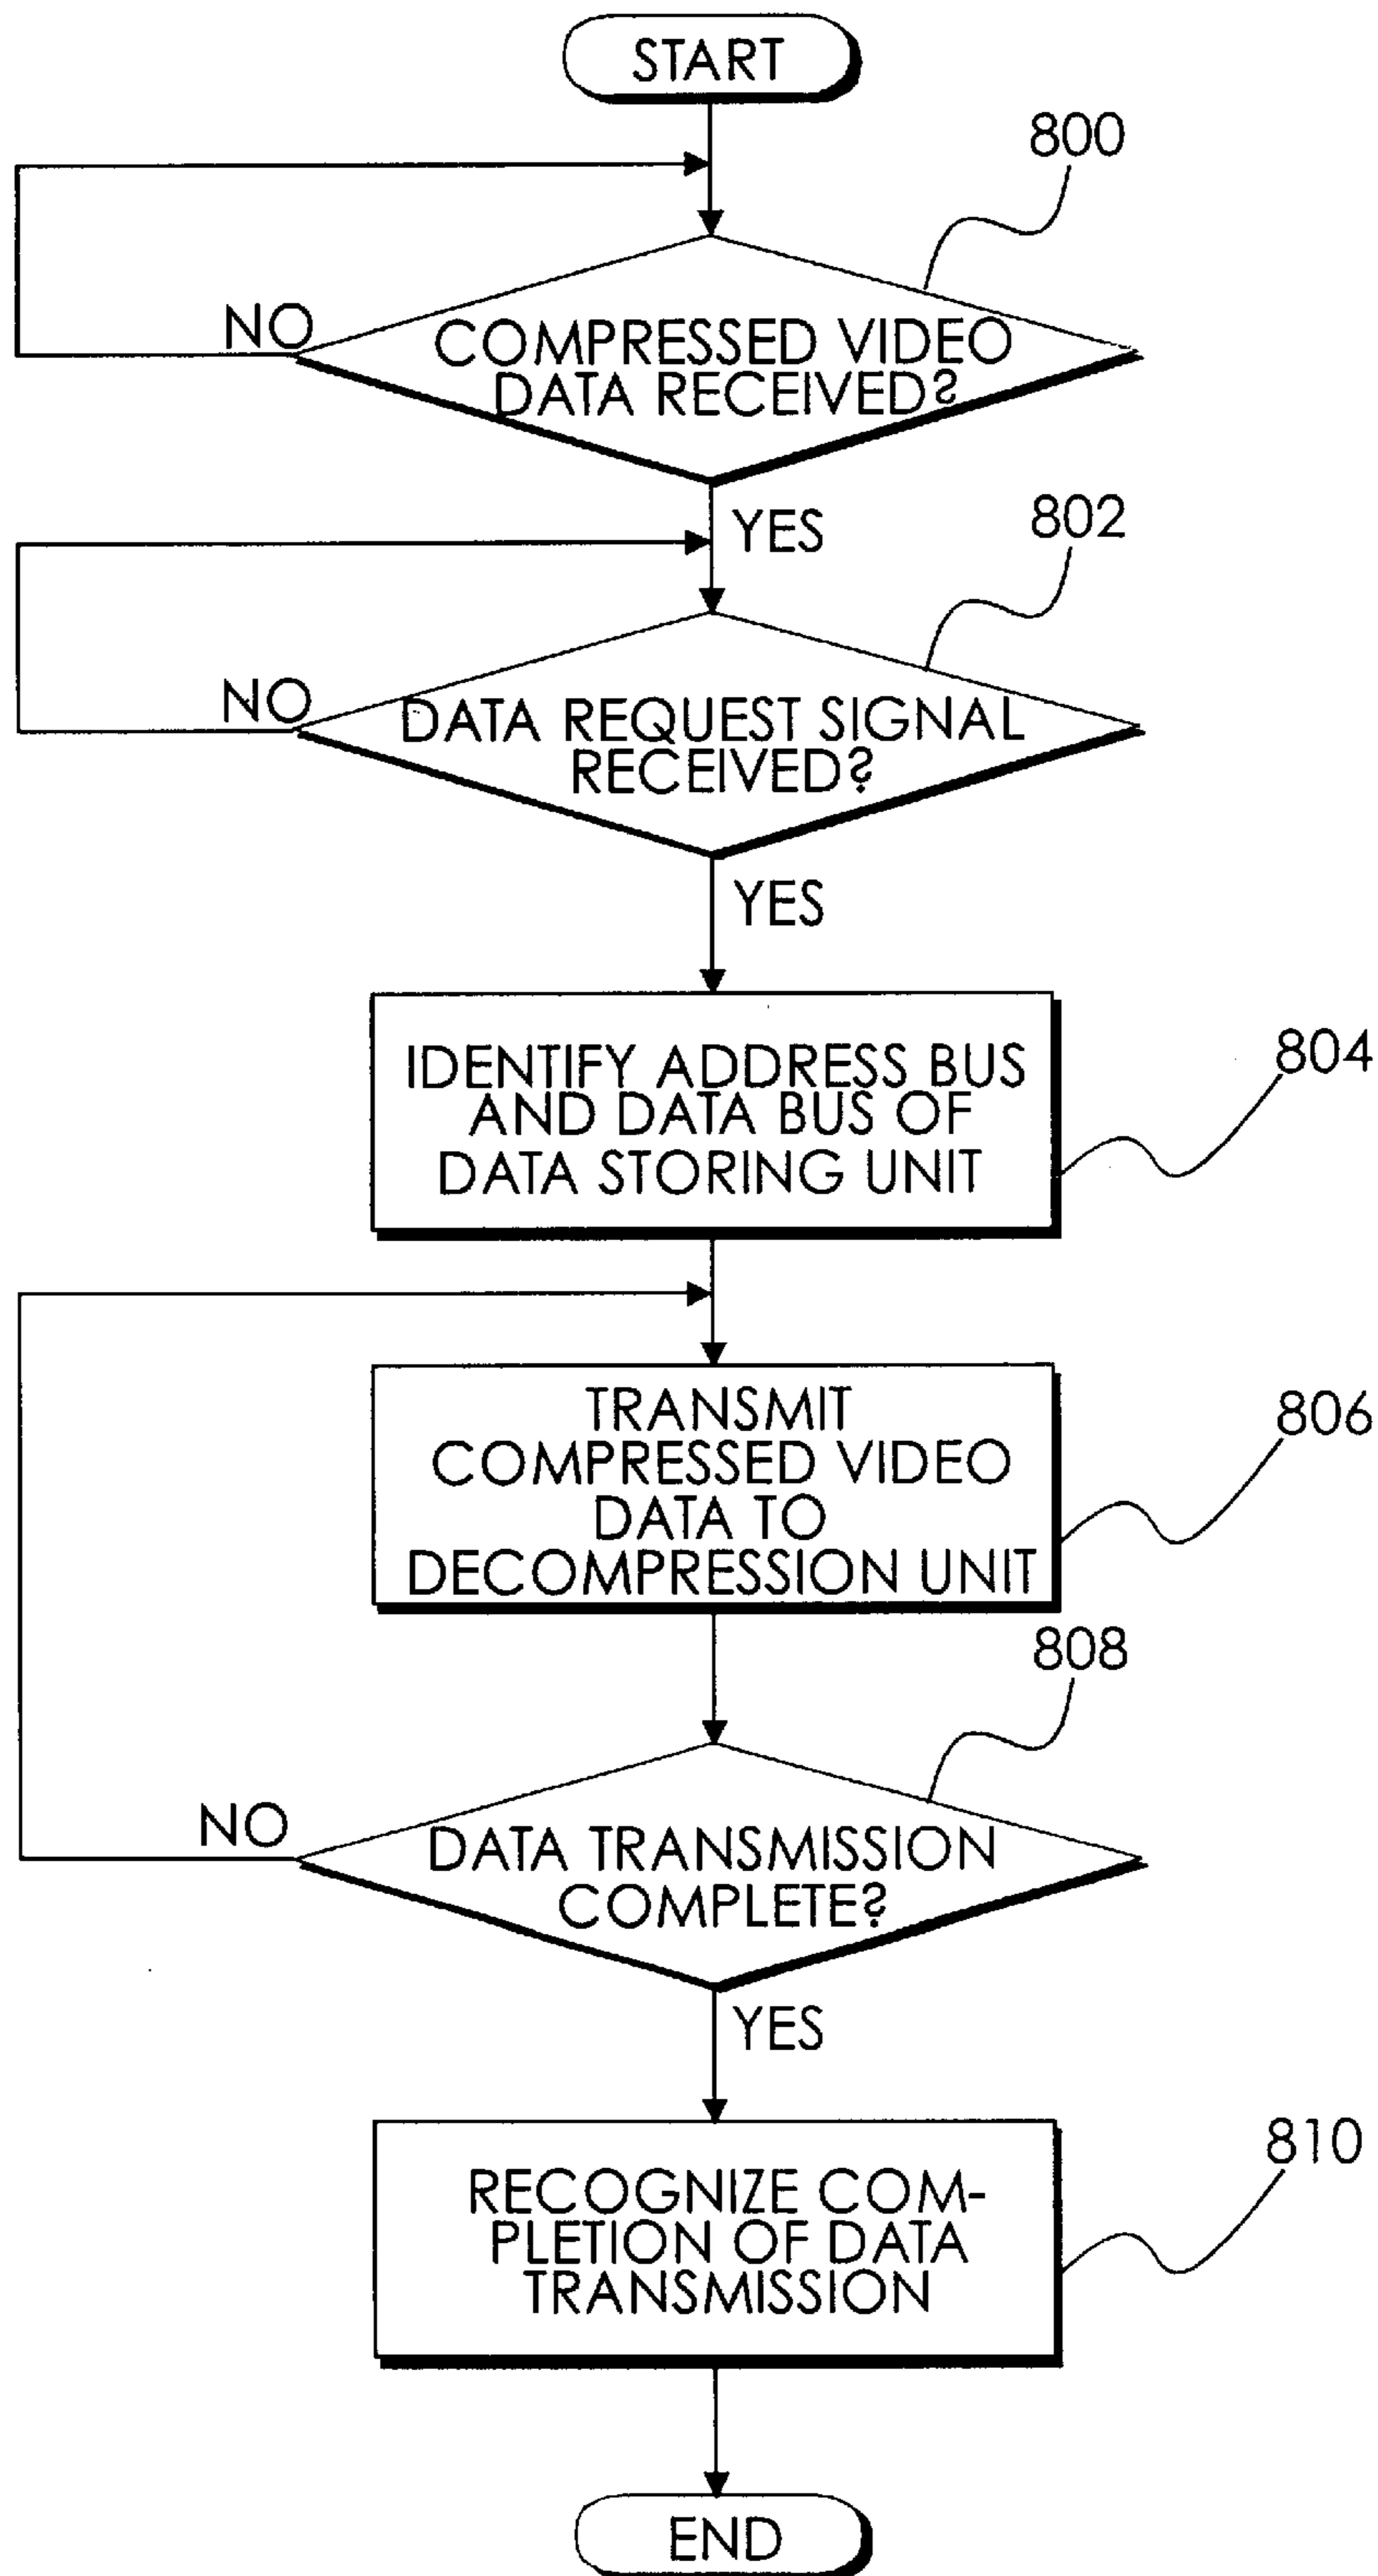 START
800
NO
COMPRESSED VIDEO
DATA RECEIVED?
YES
802
NO
DATA REQUEST SIGNAL
RECEIVED?
YES
IDENTIFY ADDRESS BUS
AND DATA BUS OF
DATA STORING UNIT
804
TRANSMIT
COMPRESSED VIDEO
DATA TO
DECOMPRESSION UNIT
806
808
NO
DATA TRANSMISSION
COMPLETE?
YES
RECOGNIZE COM-
PLETION OF DATA
TRANSMISSION
810
END